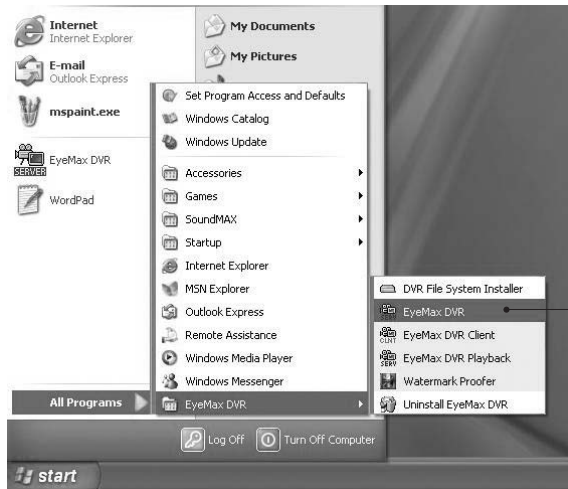 Internet
Internet Explorer
E-mail
Outlook Express
mspaint.exe
EyeMax DVR
SERVER
WordPad
All Programs
My Documents
My Pictures
Set Program Access and Defaults
Windows Catalog
Windows Update
Accessories
Games
SoundMAX
Startup
Internet Explorer
MSN Explorer
Outlook Express
Remote Assistance
Windows Media Player
Windows Messenger
EyeMax DVR
DVR File System Installer
EyeMax DVR
SERV
EyeMax DVR Client
CLNT
EyeMax DVR Playback
SERV
Watermark Proofer
Uninstall EyeMax DVR
Log Off
Turn Off Computer
start